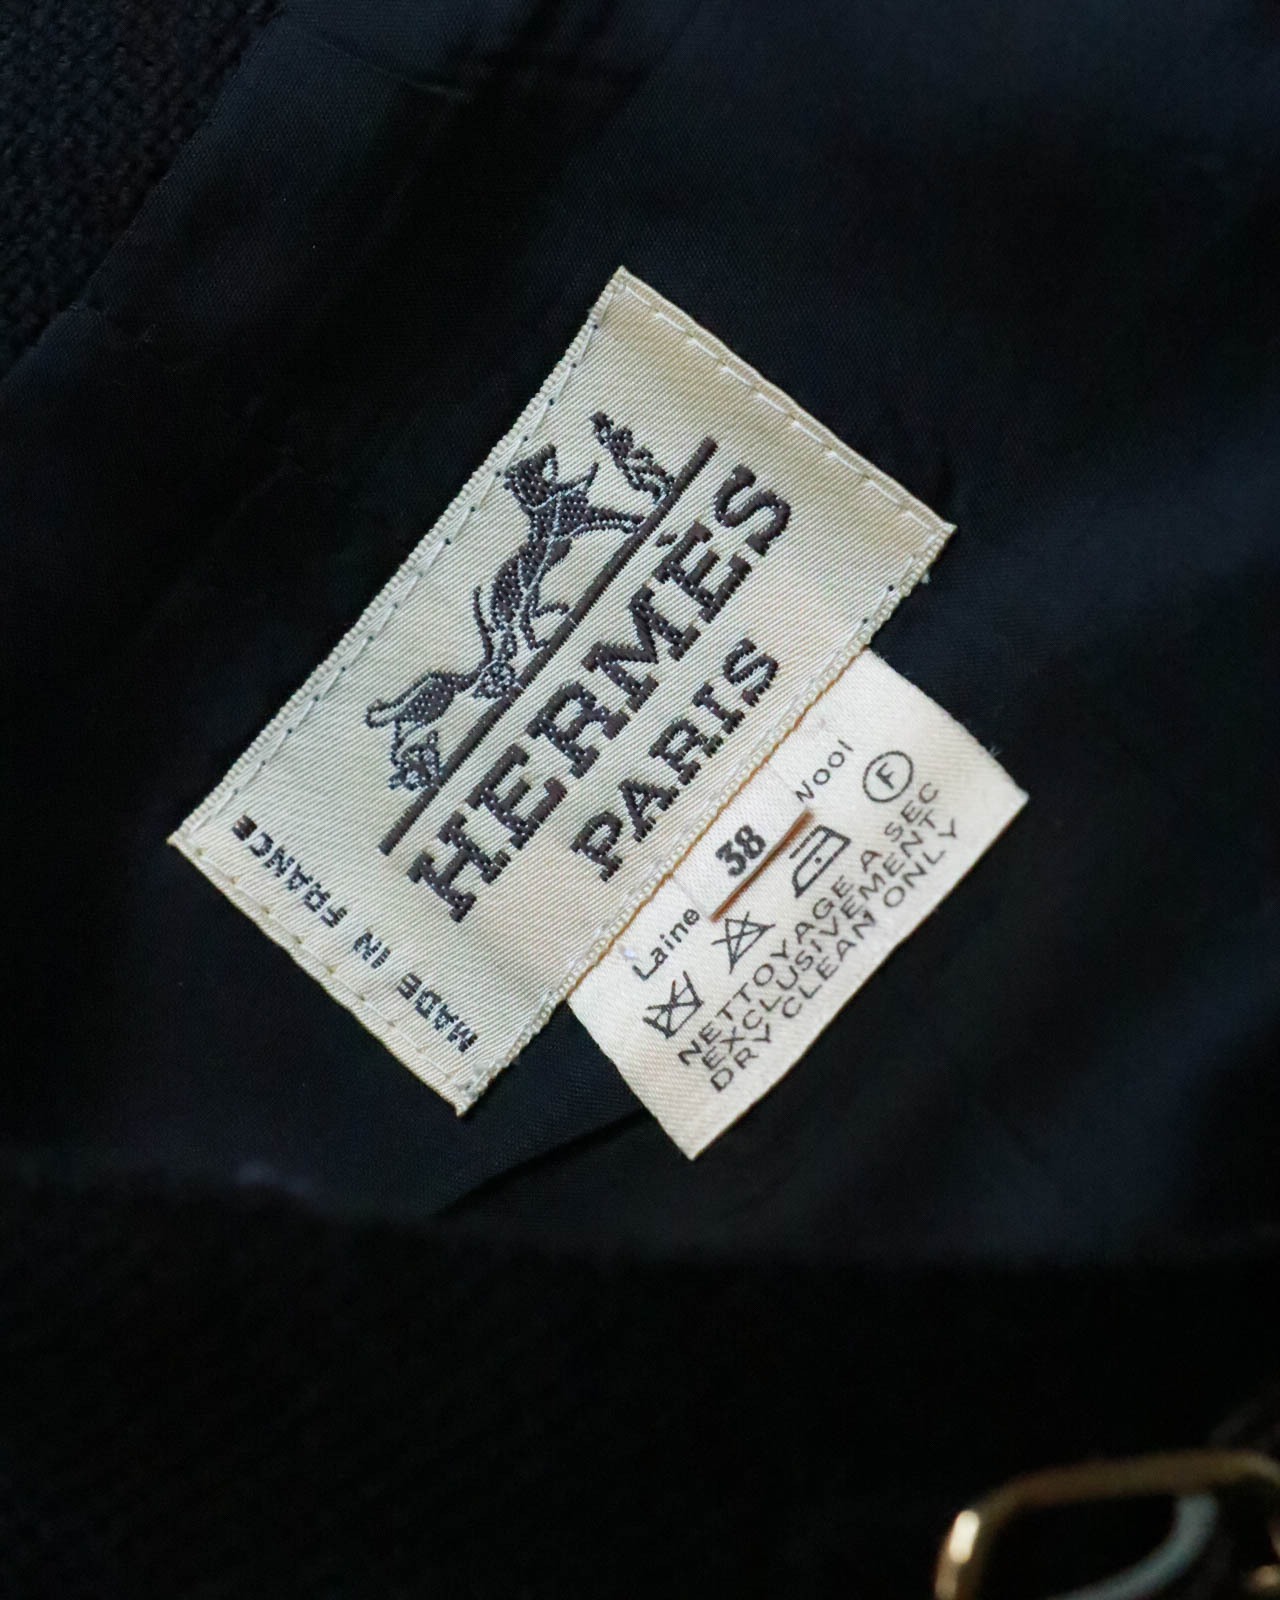 HERMÈS
PARIS
MADE IN FRANCE
38
Laine Wool
F
NETTOYAGE A SEC
EXCLUSIVEMENT
DRY CLEAN ONLY